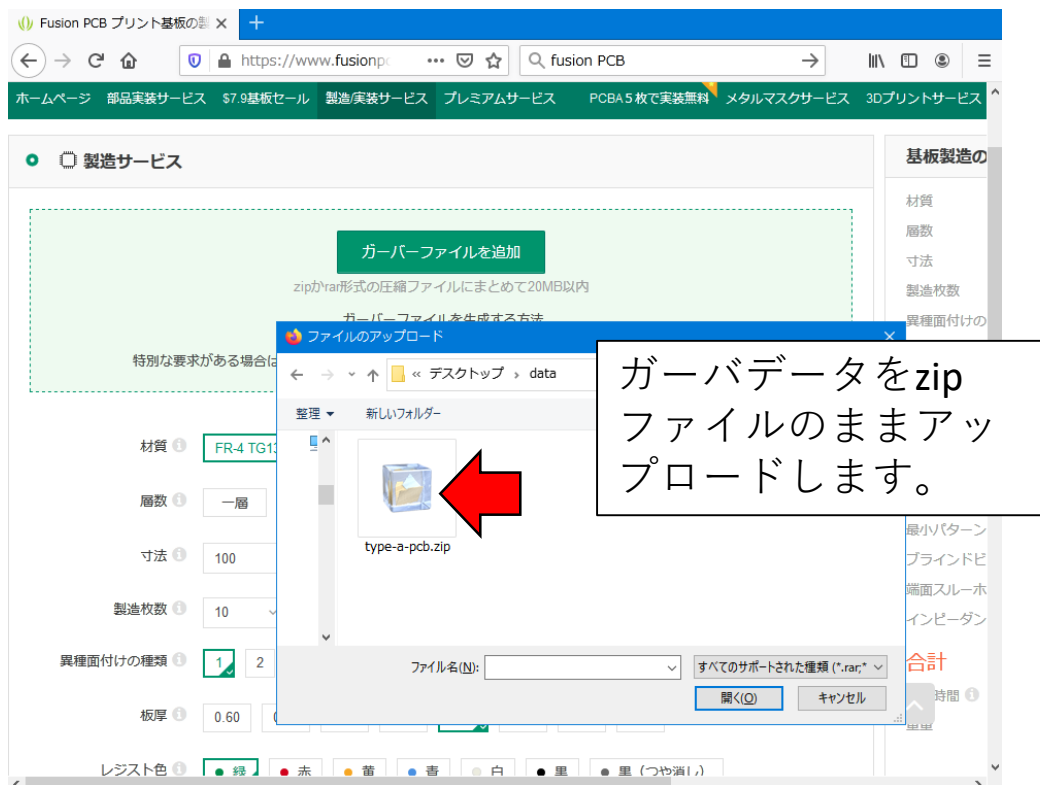 Fusion PCB プリント基板の製
https://www.fusionpc
fusion PCB
ホームページ 部品実装サービス $7.9基板セール 製造/実装サービス プレミアムサービス PCBA５枚で実装無料 メタルマスクサービス 3Dプリントサービス
製造サービス
基板製造の
ガーバーファイルを追加
zipかrar形式の圧縮ファイルにまとめて20MB以内
ガーバーファイルを生成する方法
特別な要求がある場合は
材質
層数
寸法
製造枚数
異種面付けの
ファイルのアップロード
« デスクトップ › data
整理 新しいフォルダー
type-a-pcb.zip
ガーバデータをzip
ファイルのままアッ
プロードします。
材質 FR-4 TG13
層数 一層
寸法 100
製造枚数 10
異種面付けの種類 1 2
板厚 0.60
レジスト色 緑 赤 黄 青 白 黒 黒（つや消し）
ファイル名(N): すべてのサポートされた種類 (*.rar;*
開く(O) キャンセル
最小パターン
ブラインドビ
端面スルーホ
インピーダン
合計
時間
重量